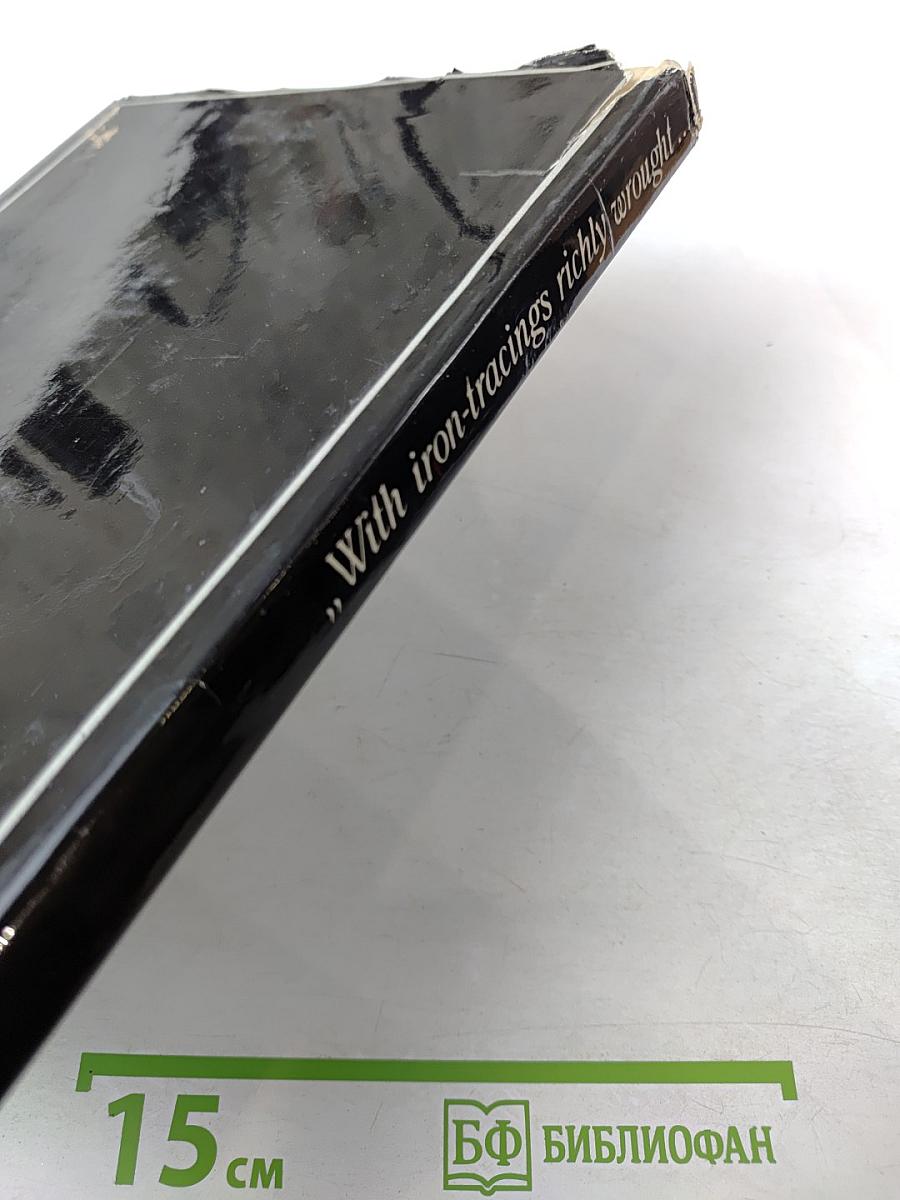 „With iron-tracings richly wrought...
15 см
БФ БИБЛИОФАН